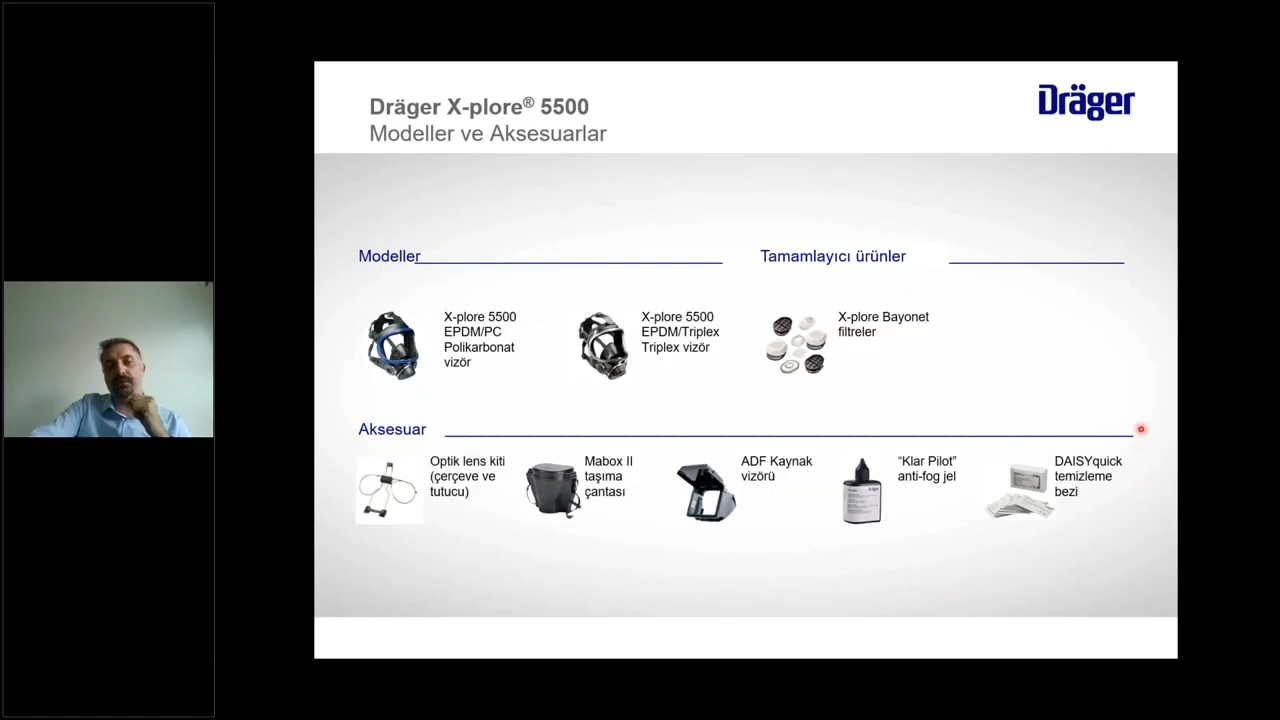 Dräger X-plore® 5500
Modeller ve Aksesuarlar
Dräger
Modeller
Tamamlayıcı ürünler
X-plore 5500
EPDM/PC
Polikarbonat
vizör
X-plore 5500
EPDM/Triplex
Triplex vizör
X-plore Bayonet
filtreler
Aksesuar
Optik lens kiti
(çerçeve ve
tutucu)
Mabox II
taşıma
çantası
ADF Kaynak
vizörü
“Klar Pilot”
anti-fog jel
DAISYquick
temizleme
bezi